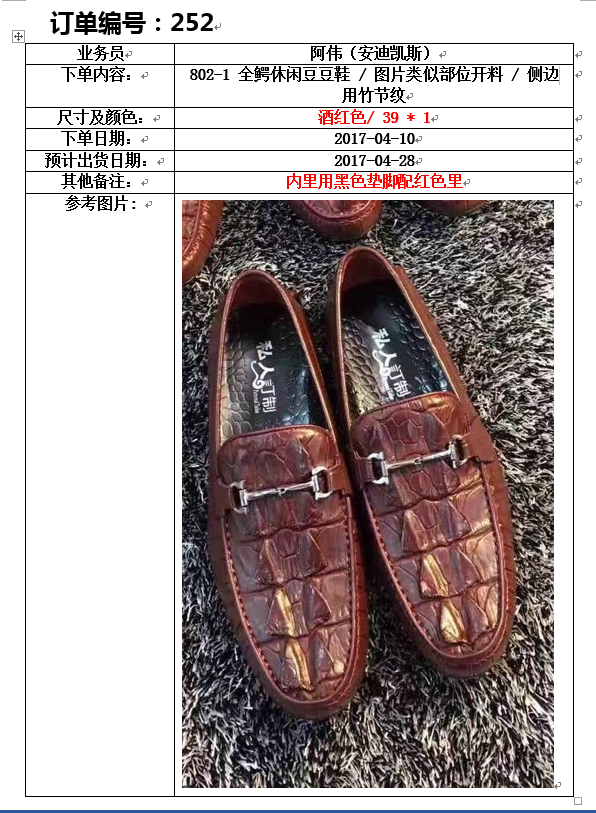 订单编号：252
业务员 阿伟（安迪凯斯）
下单内容： 802-1 全鳄休闲豆豆鞋 / 图片类似部位开料 / 侧边
用竹节纹
尺寸及颜色： 酒红色/ 39 * 1
下单日期： 2017-04-10
预计出货日期： 2017-04-28
其他备注： 内里用黑色垫脚配红色里
参考图片：
私人訂制
私人訂制